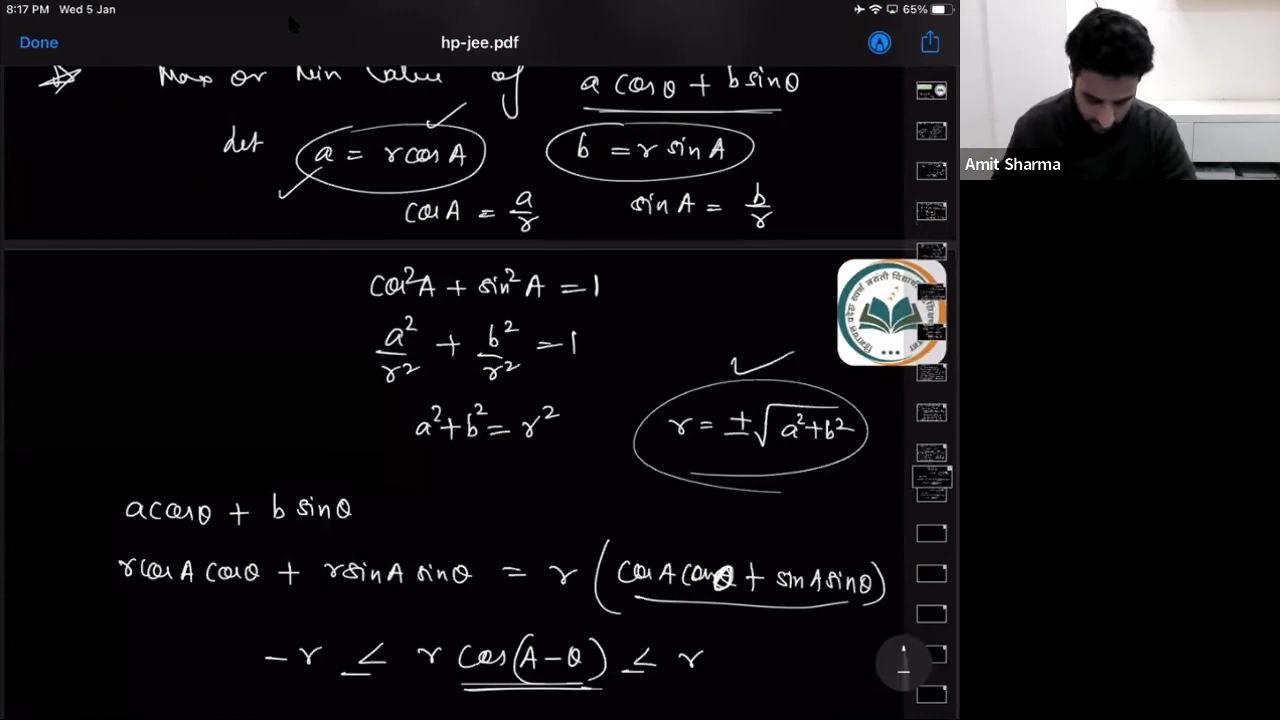 8:17 PM Wed 5 Jan
65%
Done
hp-jee.pdf
Max or Min Value of a cosθ + b sinθ
let a = r cos A b = r sin A
cos A = a/r sin A = b/r
cos²A + sin²A = 1
a²/r² + b²/r² = 1
a² + b² = r² r = ±√(a²+b²)
a cosθ + b sinθ
r cos A cosθ + r sin A sinθ = r (cos A cosθ + sin A sinθ)
-r ≤ r cos(A-θ) ≤ r
Amit Sharma